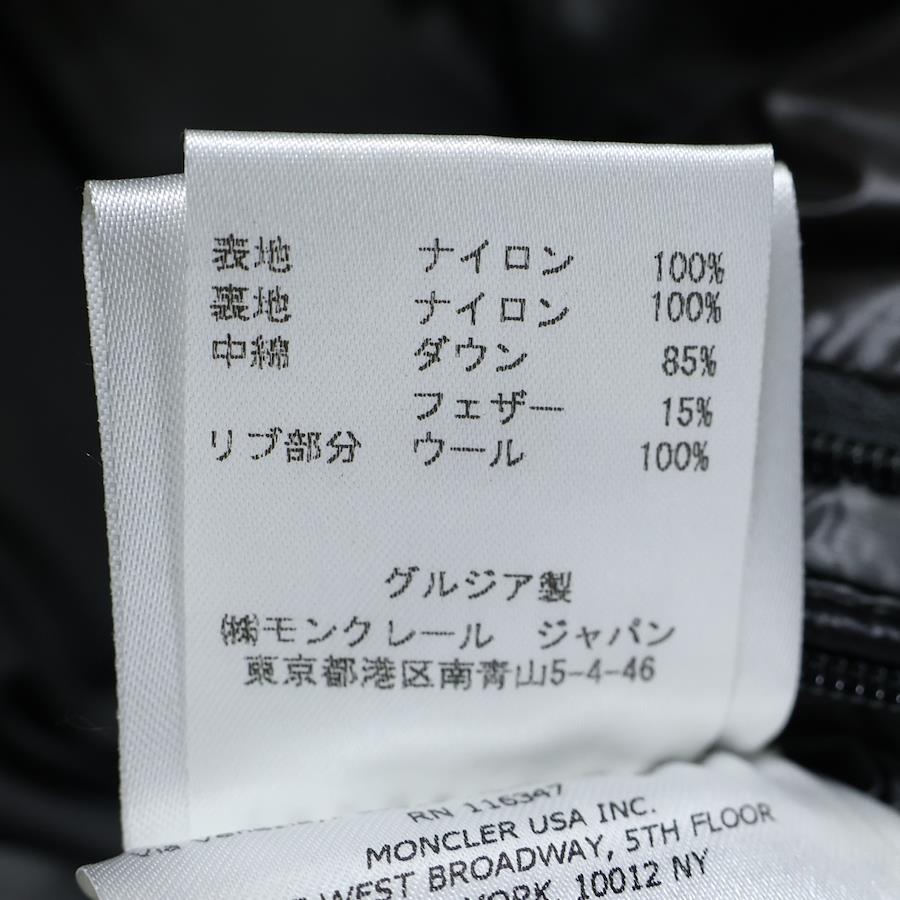 表地 ナイロン 100%
裏地 ナイロン 100%
中綿 ダウン 85%
フェザー 15%
リブ部分 ウール 100%
グルジア製
㈱モンクレール ジャパン
東京都港区南青山5-4-46
RN 116347
MONCLER USA INC.
WEST BROADWAY, 5TH FLOOR
10012 NY